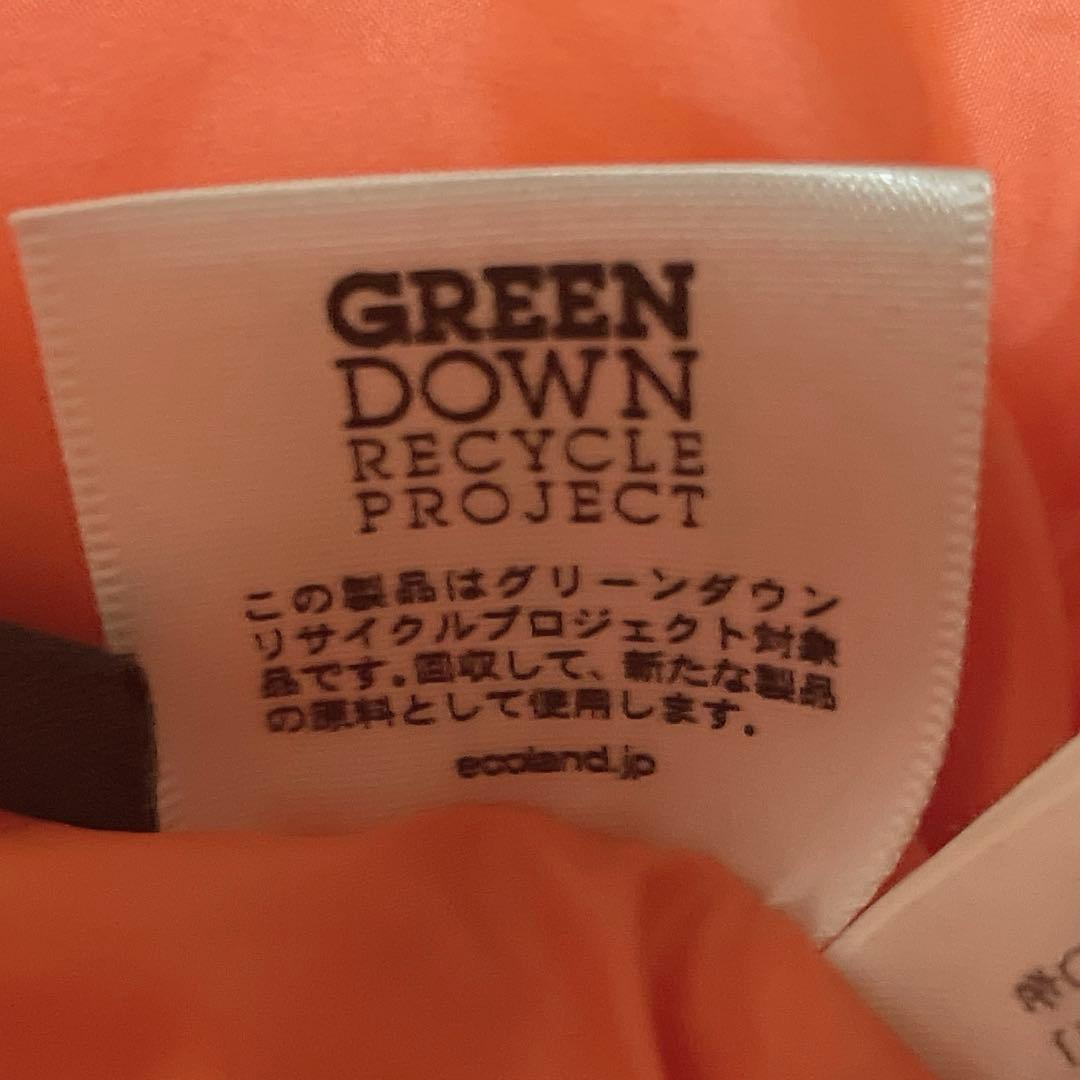 GREEN
DOWN
RECYCLE
PROJECT
この製品はグリーンダウン
リサイクルプロジェクト対象
品です.回収して、新たな製品
の原料として使用します.
ecoland.jp